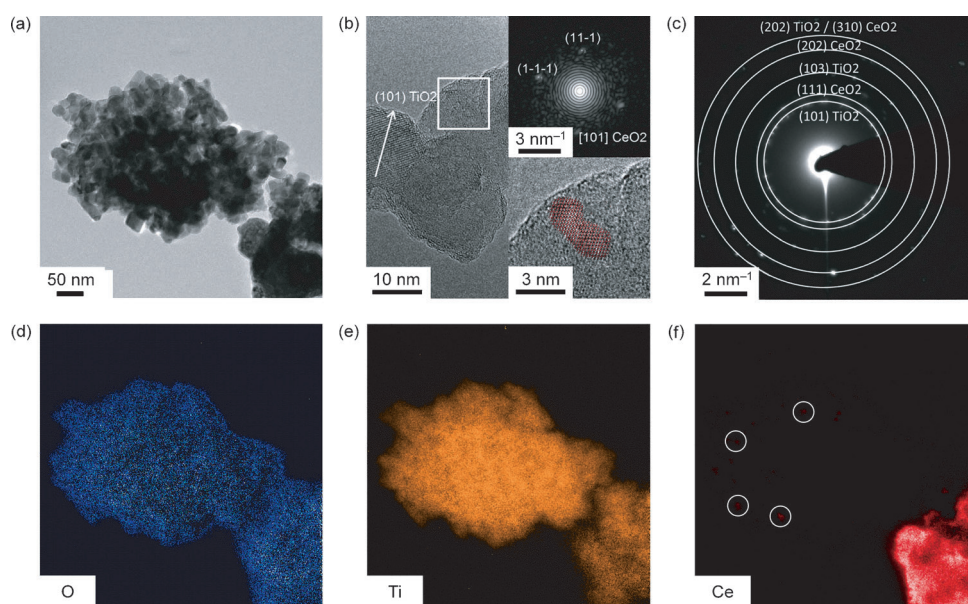 (a)
50 nm
(b)
(101) TiO2
10 nm
(11-1)
(1-1-1)
3 nm⁻¹
[101] CeO2
3 nm
(c)
(202) TiO2 / (310) CeO2
(202) CeO2
(103) TiO2
(111) CeO2
(101) TiO2
2 nm⁻¹
(d)
O
(e)
Ti
(f)
Ce